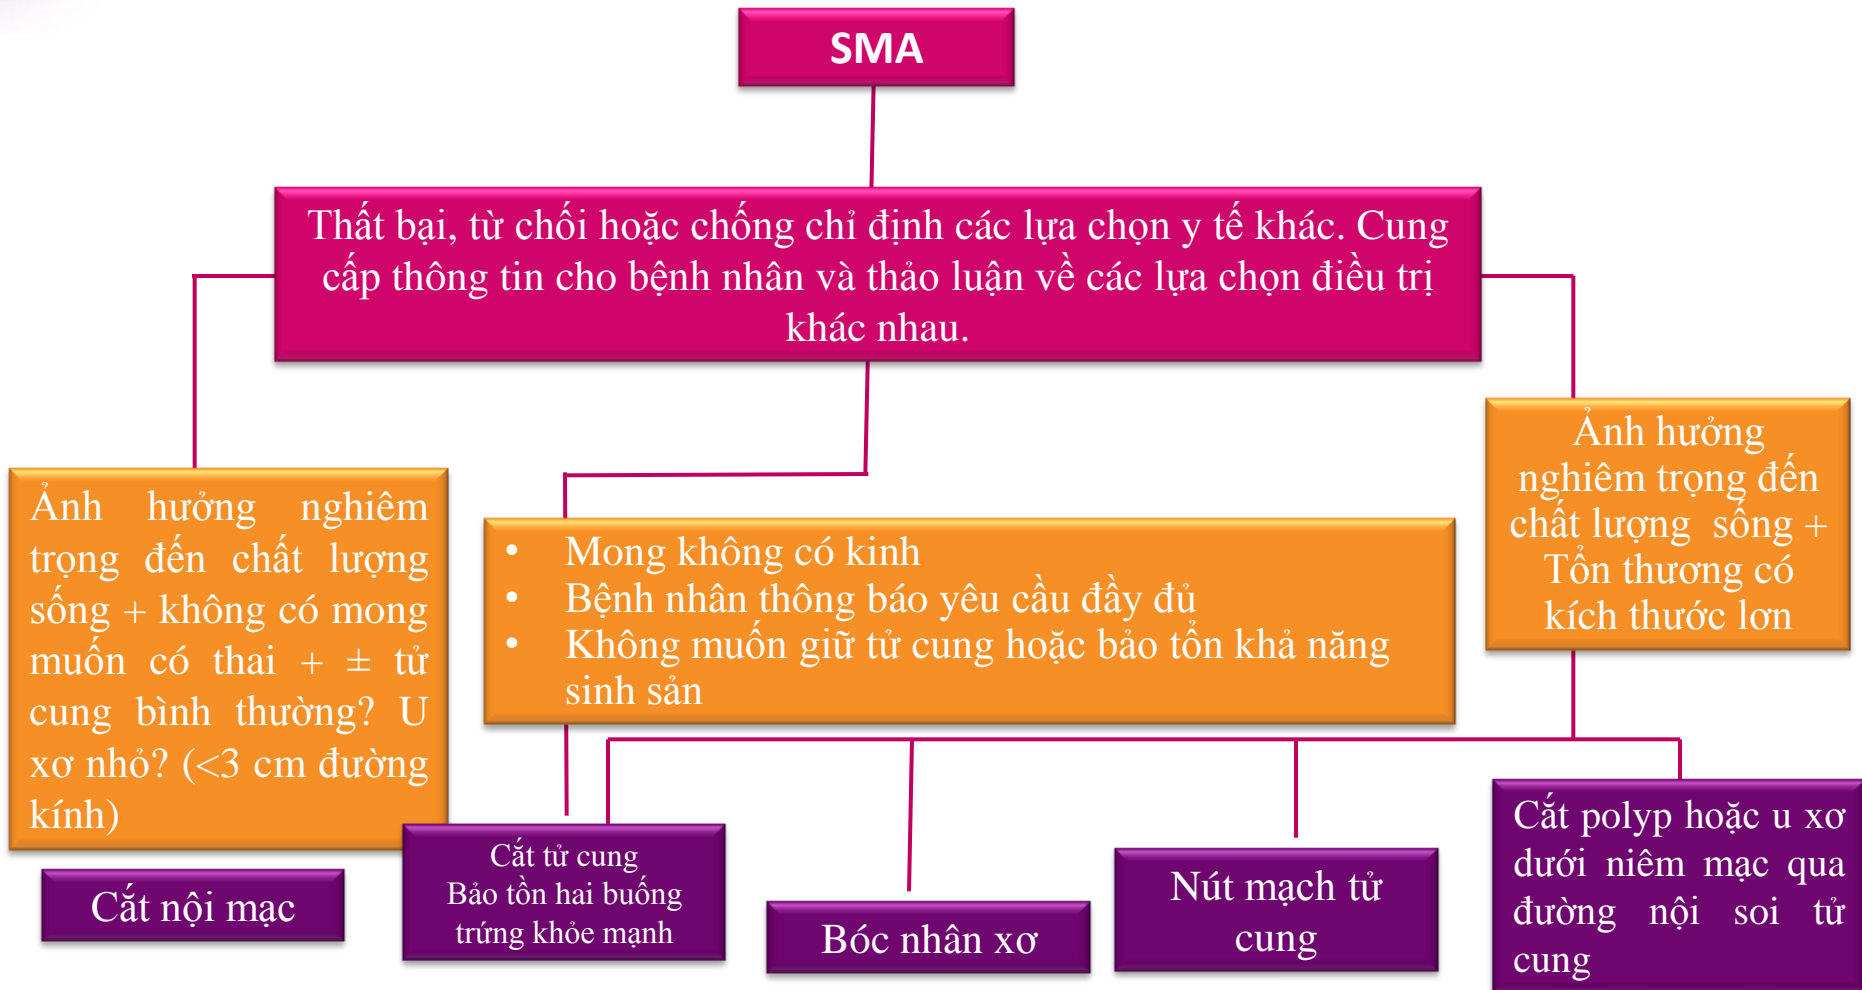 SMA
Thất bại, từ chối hoặc chống chỉ định các lựa chọn y tế khác. Cung
cấp thông tin cho bệnh nhân và thảo luận về các lựa chọn điều trị
khác nhau.
Ảnh hưởng nghiêm
trọng đến chất lượng
sống + không có mong
muốn có thai + ± tử
cung bình thường? U
xơ nhỏ? (<3 cm đường
kính)
• Mong không có kinh
• Bệnh nhân thông báo yêu cầu đầy đủ
• Không muốn giữ tử cung hoặc bảo tồn khả năng
sinh sản
Ảnh hưởng
nghiêm trọng đến
chất lượng sống +
Tổn thương có
kích thước lơn
Cắt nội mạc
Cắt tử cung
Bảo tồn hai buống
trứng khỏe mạnh
Bóc nhân xơ
Nút mạch tử
cung
Cắt polyp hoặc u xơ
dưới niêm mạc qua
đường nội soi tử
cung